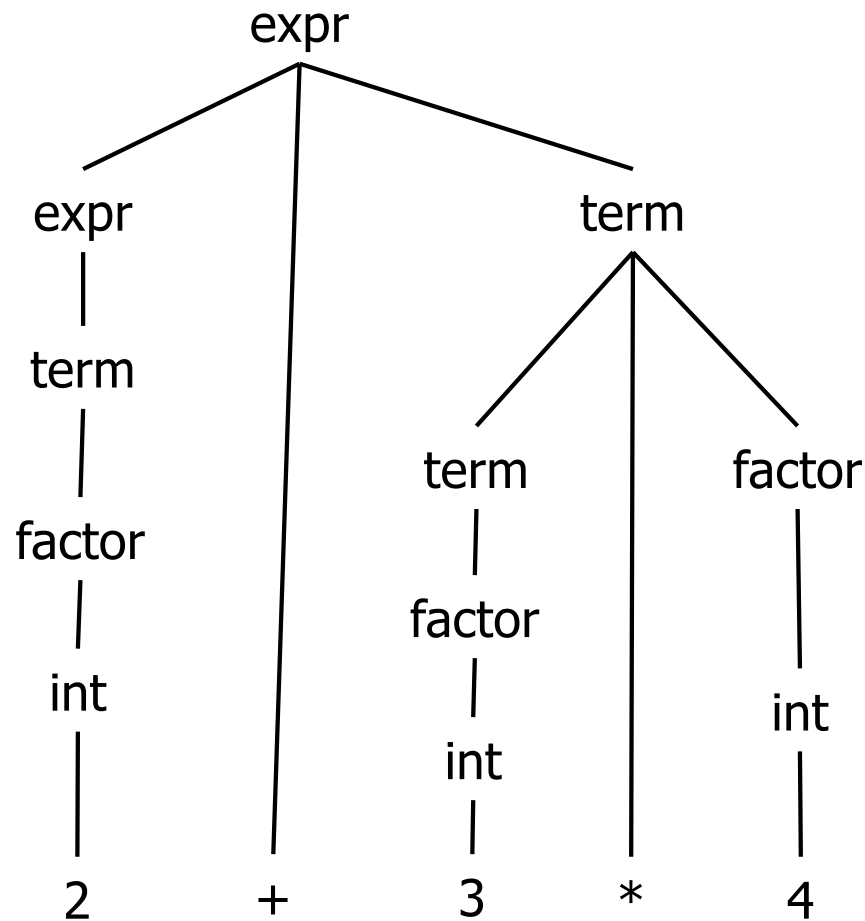 expr
expr term
term
term factor
factor
factor
int
int
int
2 + 3 * 4